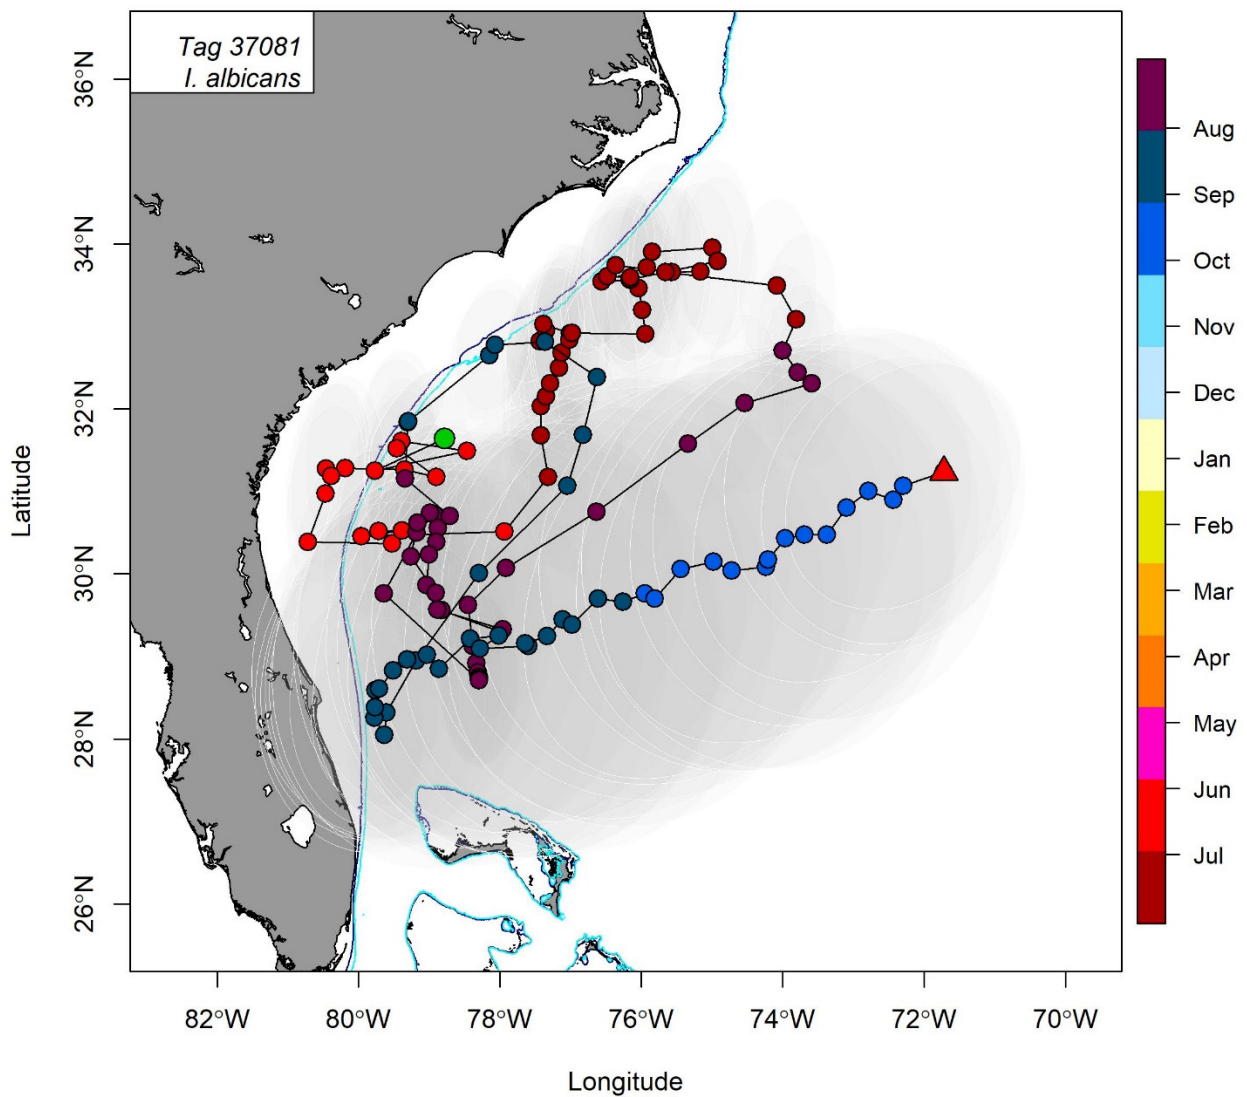 Tag 37081
I. albicans
36°N
34°N
32°N
30°N
28°N
26°N
Latitude
82°W
80°W
78°W
76°W
74°W
72°W
70°W
Longitude
Aug
Sep
Oct
Nov
Dec
Jan
Feb
Mar
Apr
May
Jun
Jul